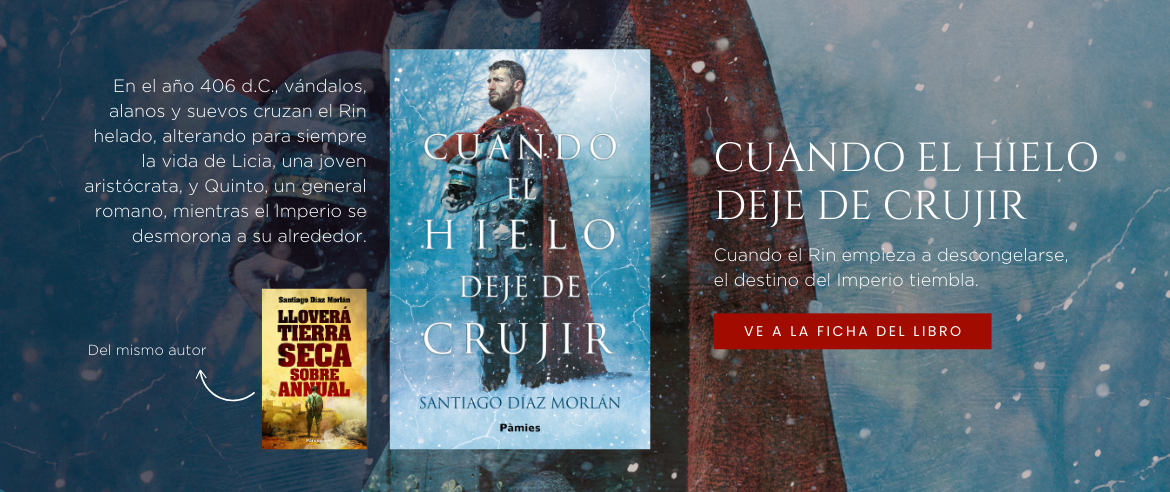 En el año 406 d.C., vándalos,
alanos y suevos cruzan el Rin
helado, alterando para siempre
la vida de Licia, una joven
aristócrata, y Quinto, un general
romano, mientras el Imperio se
desmorona a su alrededor.
Del mismo autor
Santiago Díaz Morlán
LLOVERÁ
TIERRA
SECA
SOBRE
ANNUAL
CUANDO
EL
HIELO
DEJE DE
CRUJIR
SANTIAGO DÍAZ MORLÁN
Pàmies
CUANDO EL HIELO
DEJE DE CRUJIR
Cuando el Rin empieza a descongelarse,
el destino del Imperio tiembla.
VE A LA FICHA DEL LIBRO